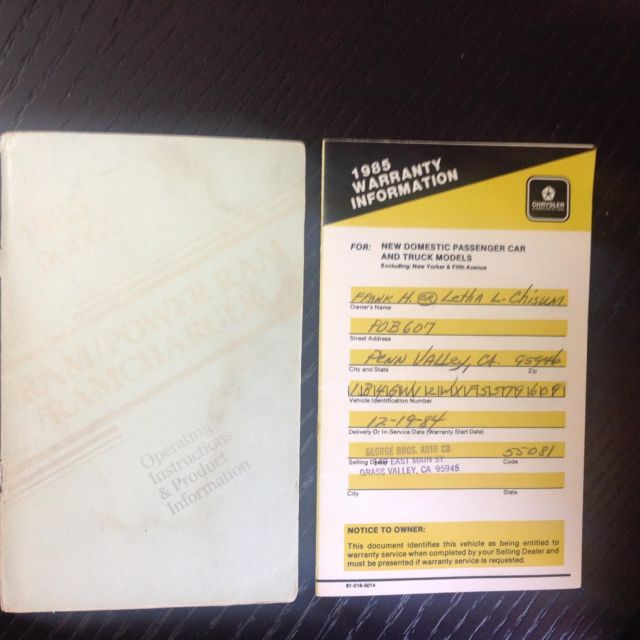 1985
DODGE
RAM/POWER RAM
/RAMCHARGER
Operating
Instructions
& Product
Information
1985
WARRANTY
INFORMATION
CHRYSLER
CORPORATION
FOR: NEW DOMESTIC PASSENGER CAR
AND TRUCK MODELS
Excluding: New Yorker & Fifth Avenue
FRANK H. OR Letha L. Chisum
Owner's Name
POB 607
Street Address
PENN VAlley, CA. 95946
City and State Zip
Vehicle Identification Number
12-19-84
Delivery Or In-Service Date (Warranty Start Date)
GEORGE BROS. AUTO CO. 55081
Selling Dealer EAST MAIN ST Code
GRASS VALLEY, CA 95945
City State
NOTICE TO OWNER:
This document identifies this vehicle as being entitled to
warranty service when completed by your Selling Dealer and
must be presented if warranty service is requested.
81-016-5014